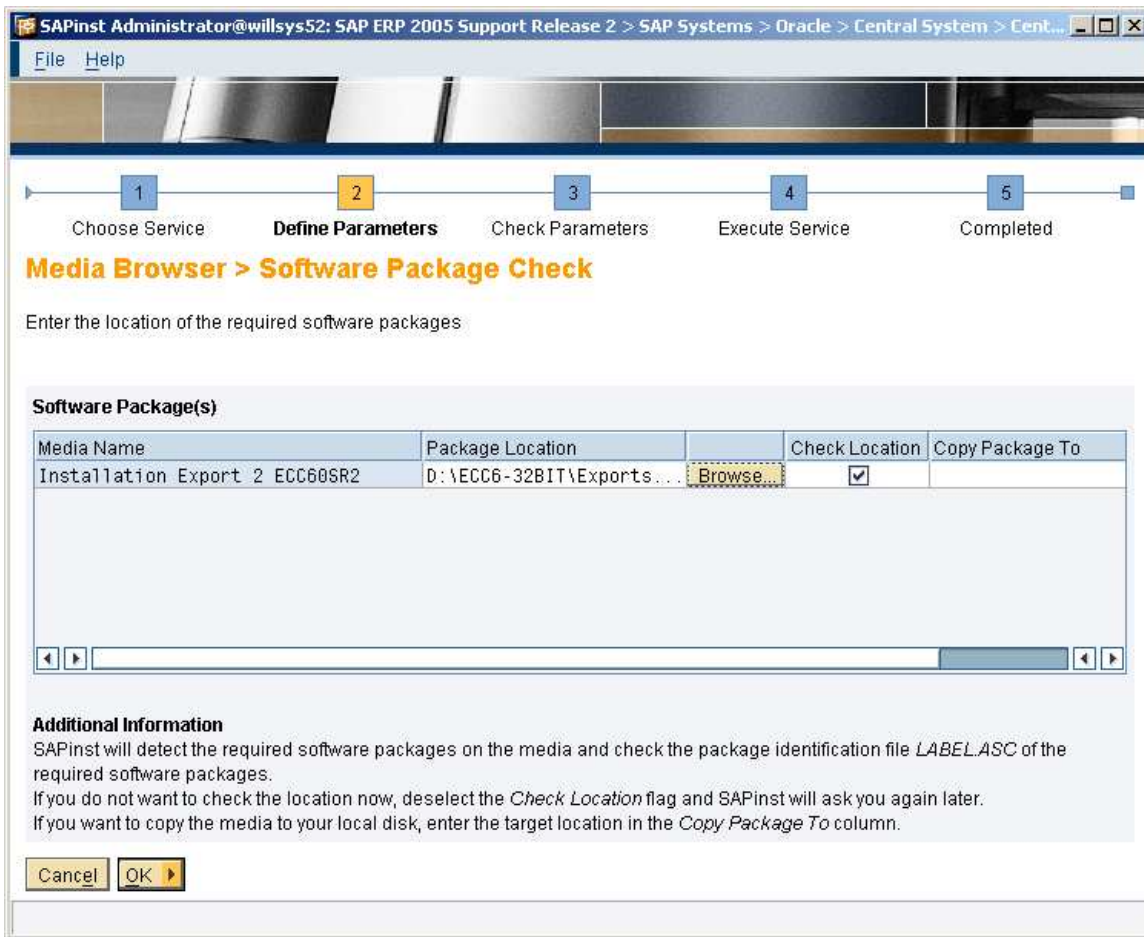 SAPinst Administrator@willsys52: SAP ERP 2005 Support Release 2 > SAP Systems > Oracle > Central System > Cent...
File Help
1 2 3 4 5
Choose Service Define Parameters Check Parameters Execute Service Completed
Media Browser > Software Package Check
Enter the location of the required software packages
Software Package(s)
Media Name Package Location Check Location Copy Package To
Installation Export 2 ECC60SR2 D:\ECC6-32BIT\Exports... Browse...
Additional Information
SAPinst will detect the required software packages on the media and check the package identification file LABEL.ASC of the
required software packages.
If you do not want to check the location now, deselect the Check Location flag and SAPinst will ask you again later.
If you want to copy the media to your local disk, enter the target location in the Copy Package To column.
Cancel OK